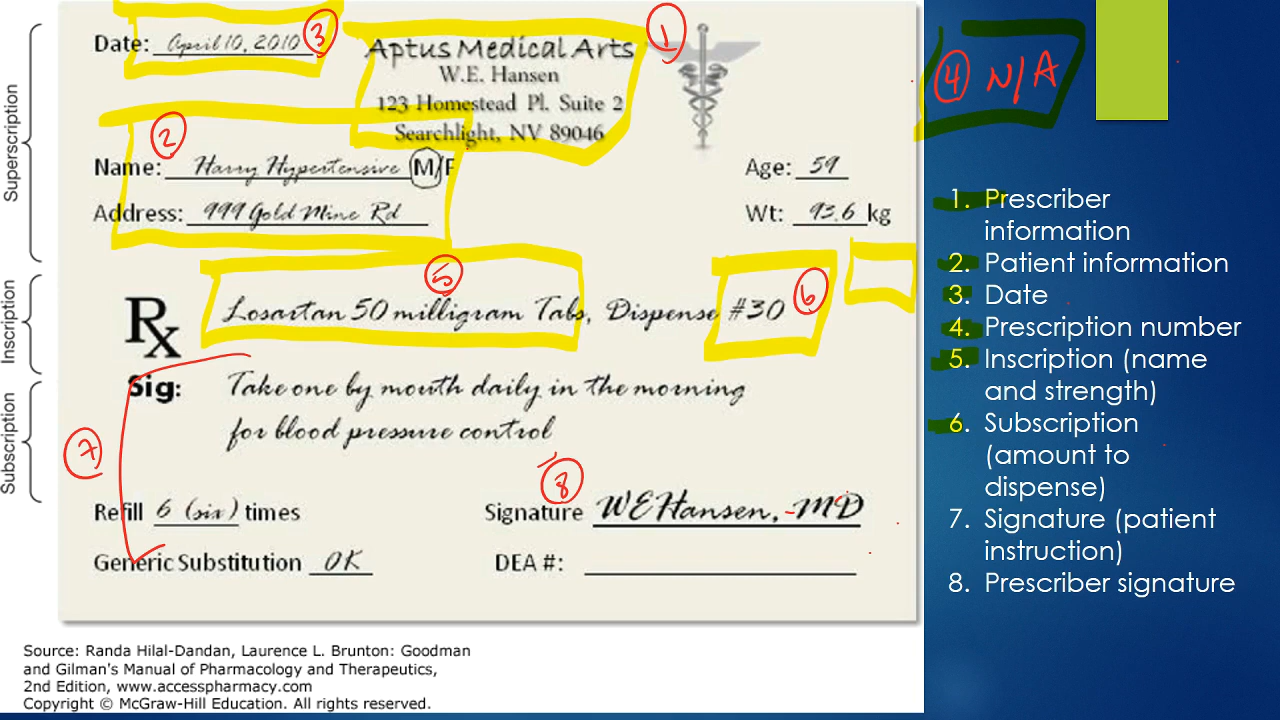 Date: April 10, 2010 3
Aptus Medical Arts 1
W.E. Hansen
123 Homestead Pl. Suite 2
Searchlight, NV 89046
2
Name: Harry Hypertensive M/F
Address: 999 Gold Mine Rd
Age: 59
Wt: 93.6 kg
5
Rx Losartan 50 milligram Tabs, Dispense #30 6
Sig: Take one by mouth daily in the morning
for blood pressure control
7
8
Refill 6 (six) times
Signature WE Hansen, MD
Generic Substitution OK
DEA #:
Superscription
Inscription
Subscription
Source: Randa Hilal-Dandan, Laurence L. Brunton: Goodman
and Gilman's Manual of Pharmacology and Therapeutics,
2nd Edition, www.accesspharmacy.com
Copyright © McGraw-Hill Education. All rights reserved.
4 N/A
1. Prescriber
information
2. Patient information
3. Date
4. Prescription number
5. Inscription (name
and strength)
6. Subscription
(amount to
dispense)
7. Signature (patient
instruction)
8. Prescriber signature